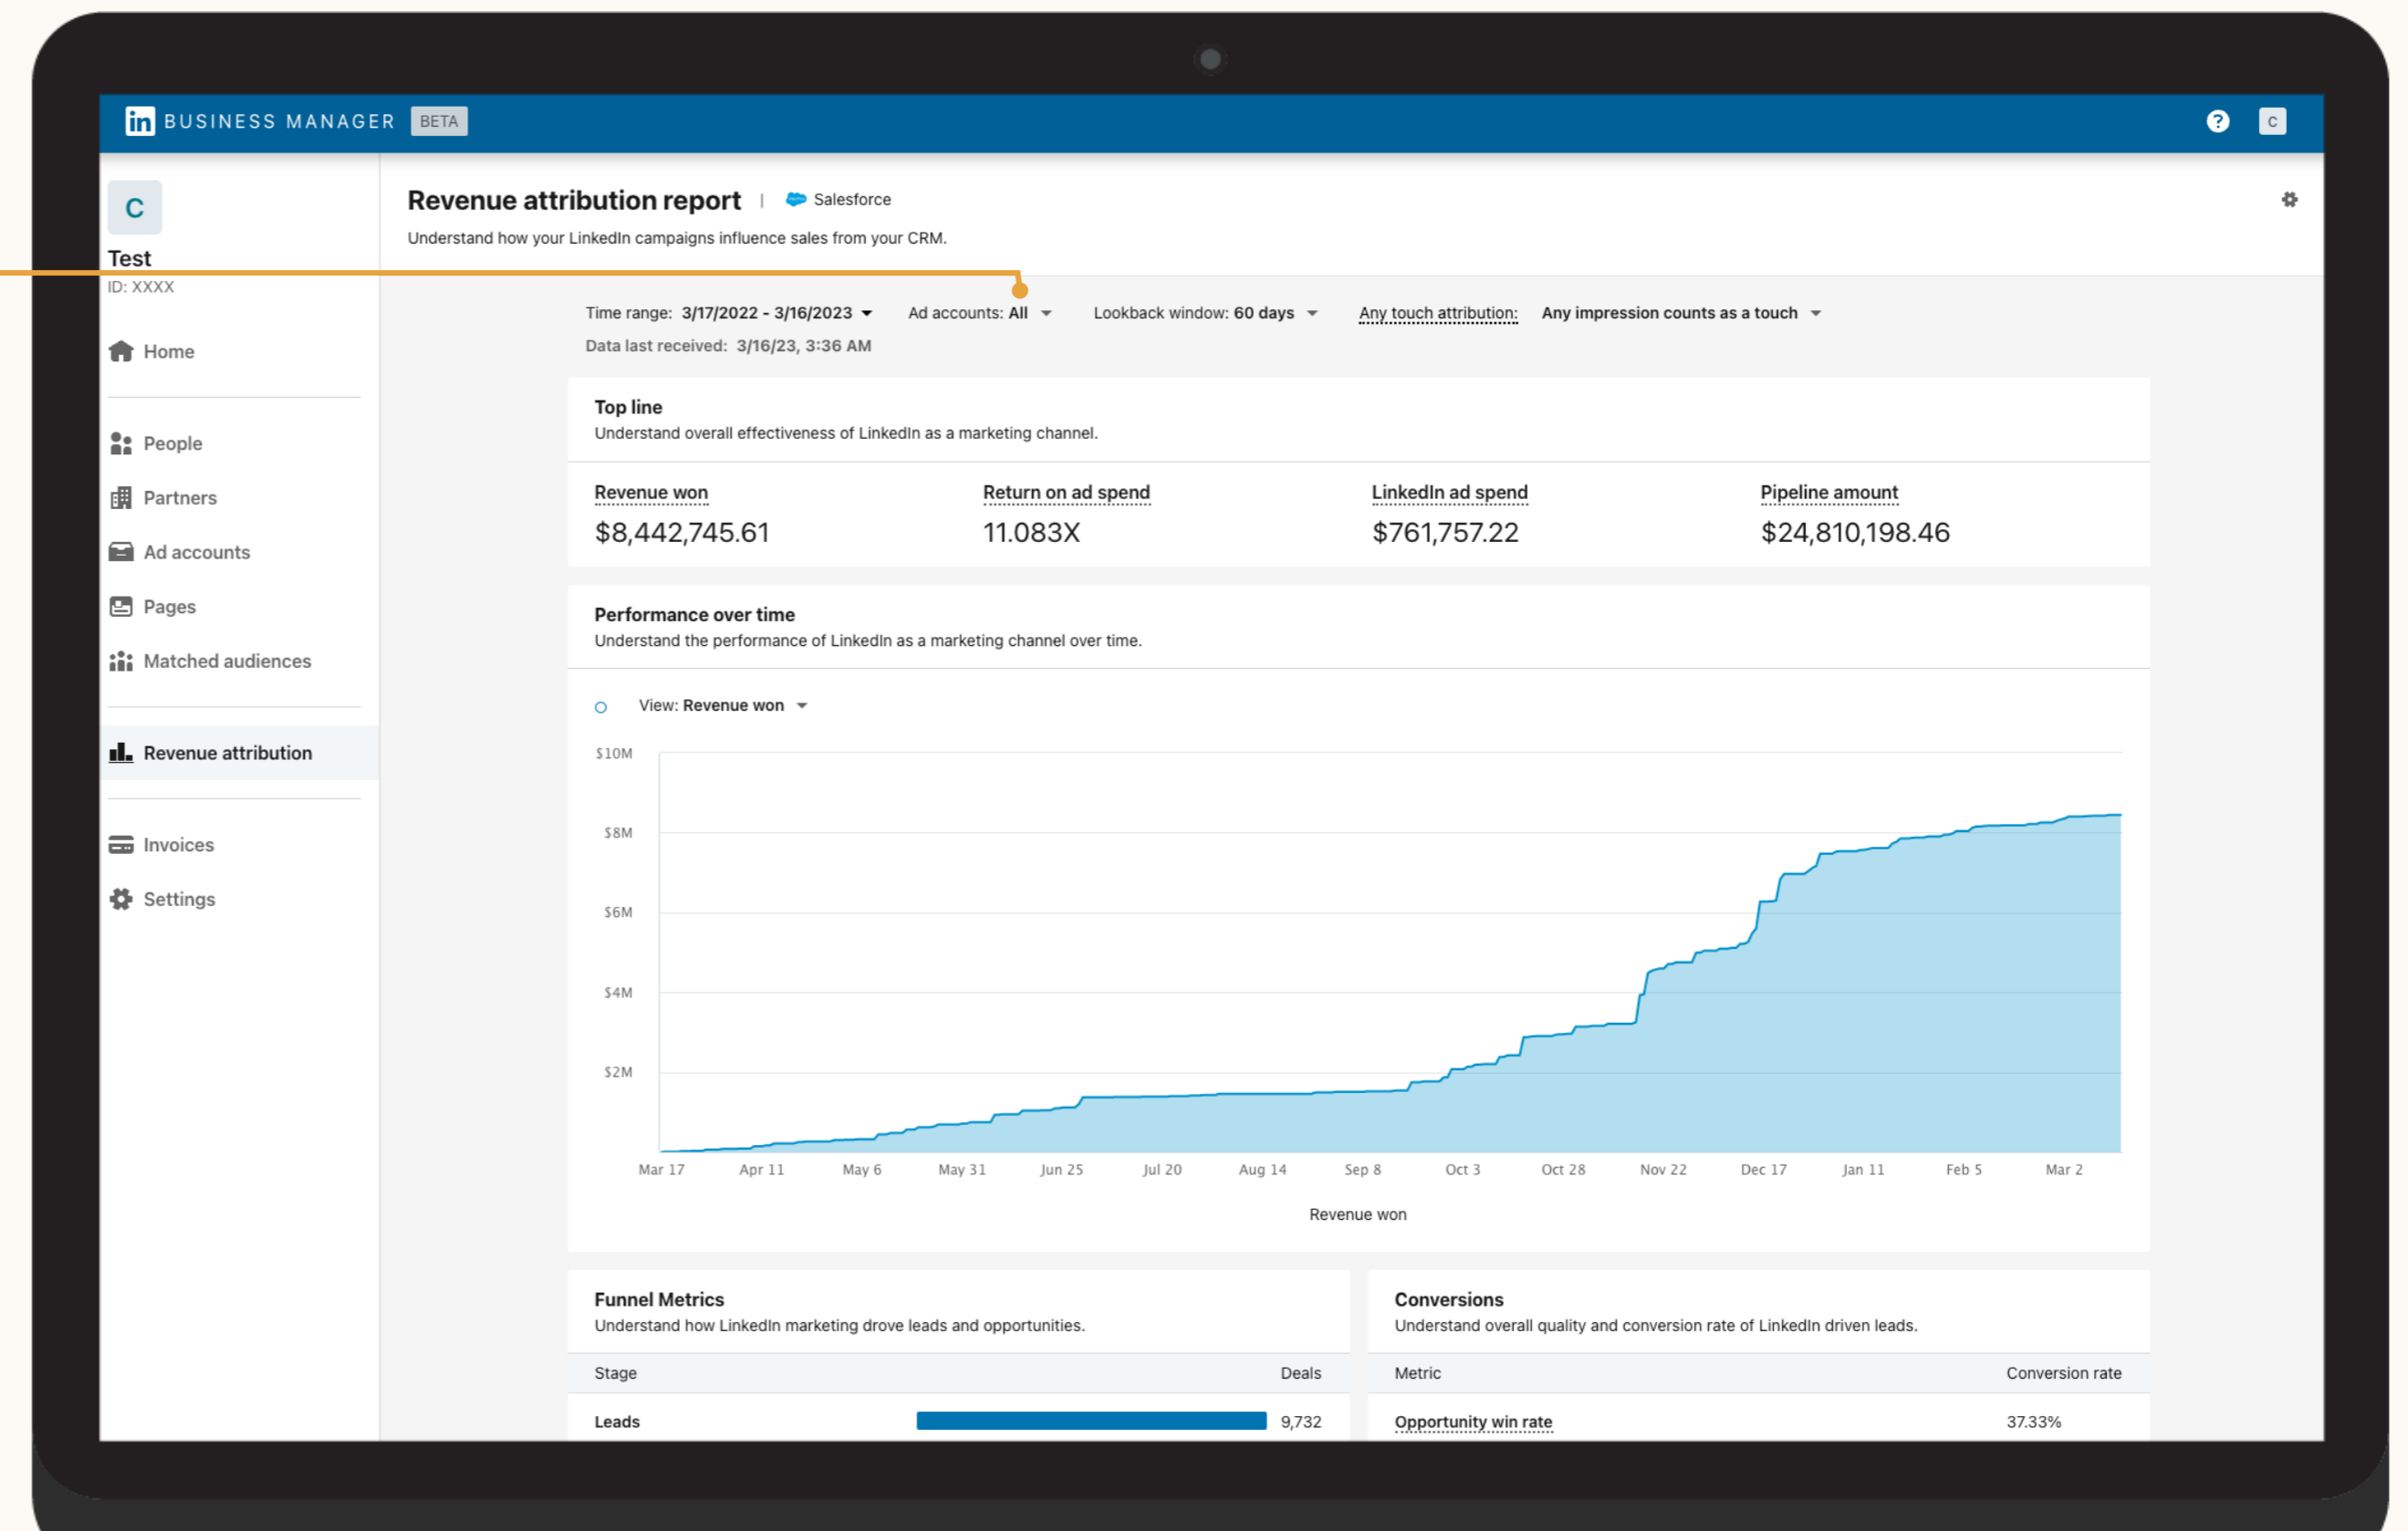 in BUSINESS MANAGER BETA
? C
C
Test
ID: XXXX
Home
People
Partners
Ad accounts
Pages
Matched audiences
Revenue attribution
Invoices
Settings
Revenue attribution report | Salesforce
Understand how your LinkedIn campaigns influence sales from your CRM.
Time range: 3/17/2022 - 3/16/2023 Ad accounts: All Lookback window: 60 days Any touch attribution: Any impression counts as a touch
Data last received: 3/16/23, 3:36 AM
Top line
Understand overall effectiveness of LinkedIn as a marketing channel.
Revenue won Return on ad spend LinkedIn ad spend Pipeline amount
$8,442,745.61 11.083X $761,757.22 $24,810,198.46
Performance over time
Understand the performance of LinkedIn as a marketing channel over time.
View: Revenue won
$10M
$8M
$6M
$4M
$2M
Mar 17 Apr 11 May 6 May 31 Jun 25 Jul 20 Aug 14 Sep 8 Oct 3 Oct 28 Nov 22 Dec 17 Jan 11 Feb 5 Mar 2
Revenue won
Funnel Metrics
Understand how LinkedIn marketing drove leads and opportunities.
Stage Deals
Leads 9,732
Conversions
Understand overall quality and conversion rate of LinkedIn driven leads.
Metric Conversion rate
Opportunity win rate 37.33%